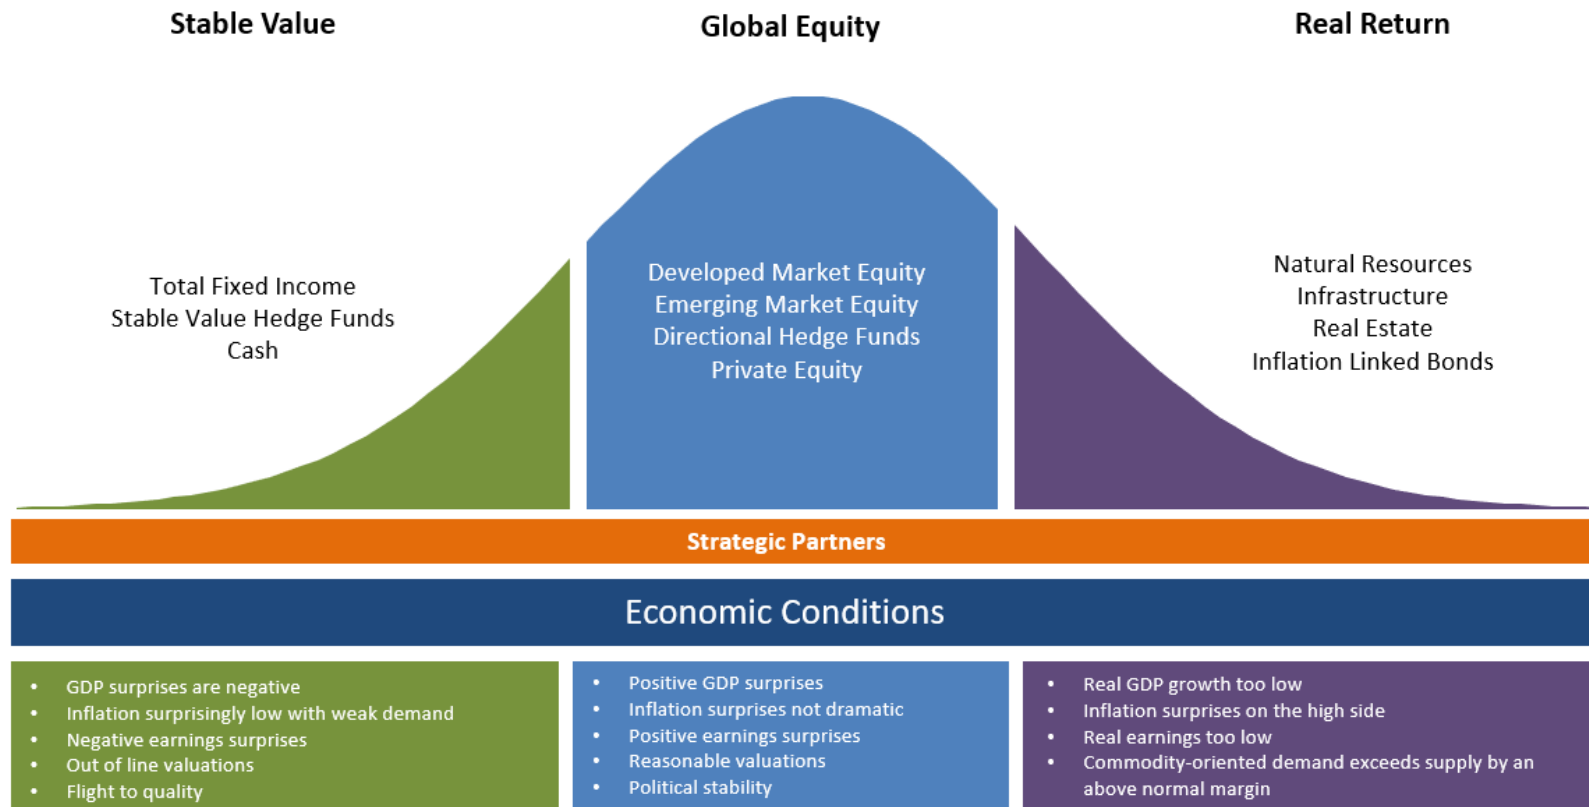 Stable Value
Global Equity
Real Return
Total Fixed Income
Stable Value Hedge Funds
Cash
Developed Market Equity
Emerging Market Equity
Directional Hedge Funds
Private Equity
Natural Resources
Infrastructure
Real Estate
Inflation Linked Bonds
Strategic Partners
Economic Conditions
• GDP surprises are negative
• Inflation surprisingly low with weak demand
• Negative earnings surprises
• Out of line valuations
• Flight to quality
• Positive GDP surprises
• Inflation surprises not dramatic
• Positive earnings surprises
• Reasonable valuations
• Political stability
• Real GDP growth too low
• Inflation surprises on the high side
• Real earnings too low
• Commodity-oriented demand exceeds supply by an
above normal margin